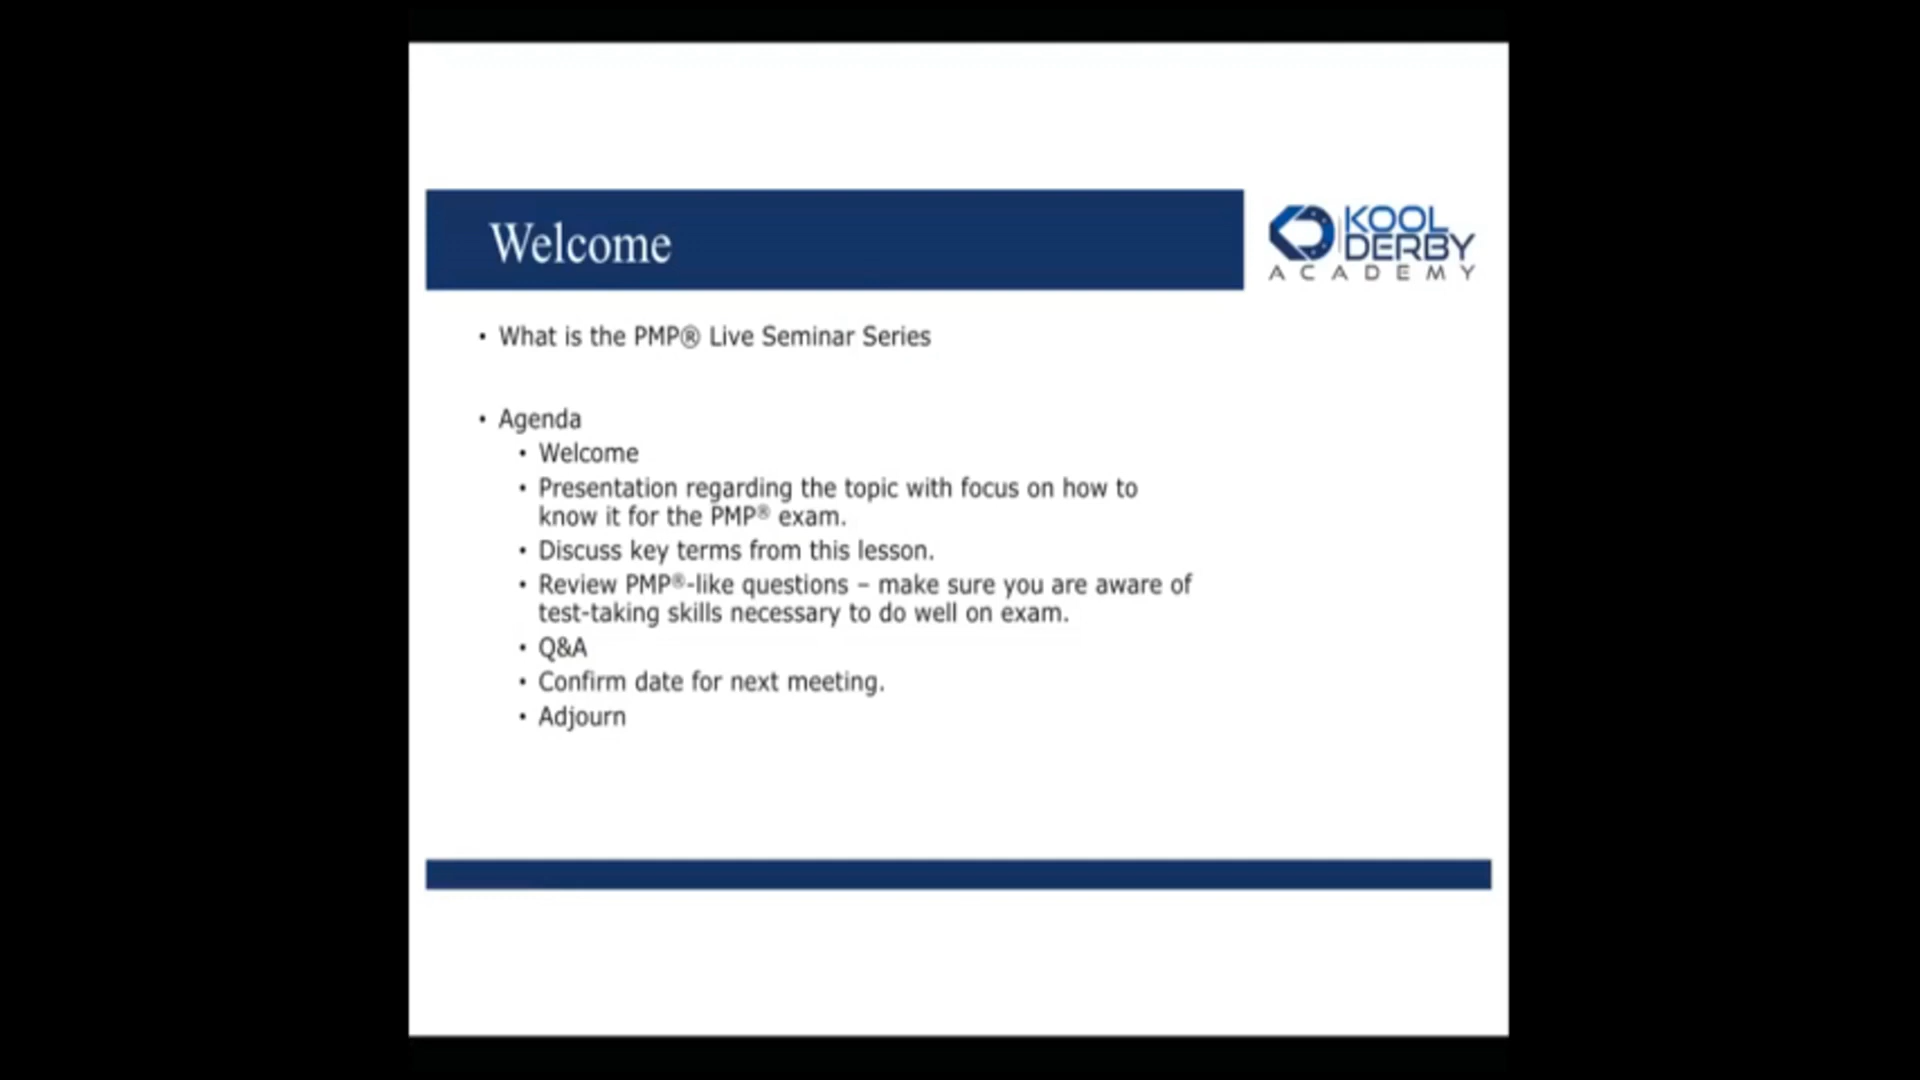 Welcome
KOOL
DERBY
ACADEMY
• What is the PMP® Live Seminar Series
• Agenda
• Welcome
• Presentation regarding the topic with focus on how to
know it for the PMP® exam.
• Discuss key terms from this lesson.
• Review PMP®-like questions – make sure you are aware of
test-taking skills necessary to do well on exam.
• Q&A
• Confirm date for next meeting.
• Adjourn